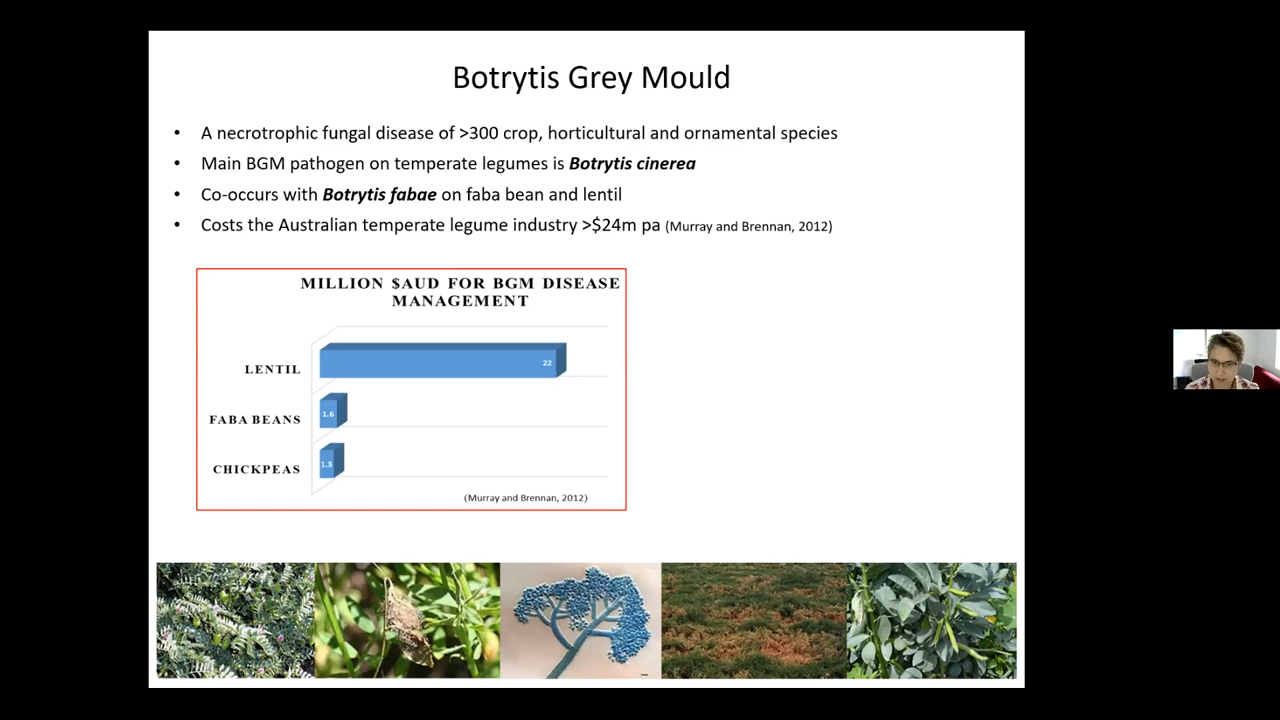 Botrytis Grey Mould
• A necrotrophic fungal disease of >300 crop, horticultural and ornamental species
• Main BGM pathogen on temperate legumes is Botrytis cinerea
• Co-occurs with Botrytis fabae on faba bean and lentil
• Costs the Australian temperate legume industry >$24m pa (Murray and Brennan, 2012)
MILLION $AUD FOR BGM DISEASE
MANAGEMENT
LENTIL 22
FABA BEANS 1.6
CHICKPEAS 1.3
(Murray and Brennan, 2012)